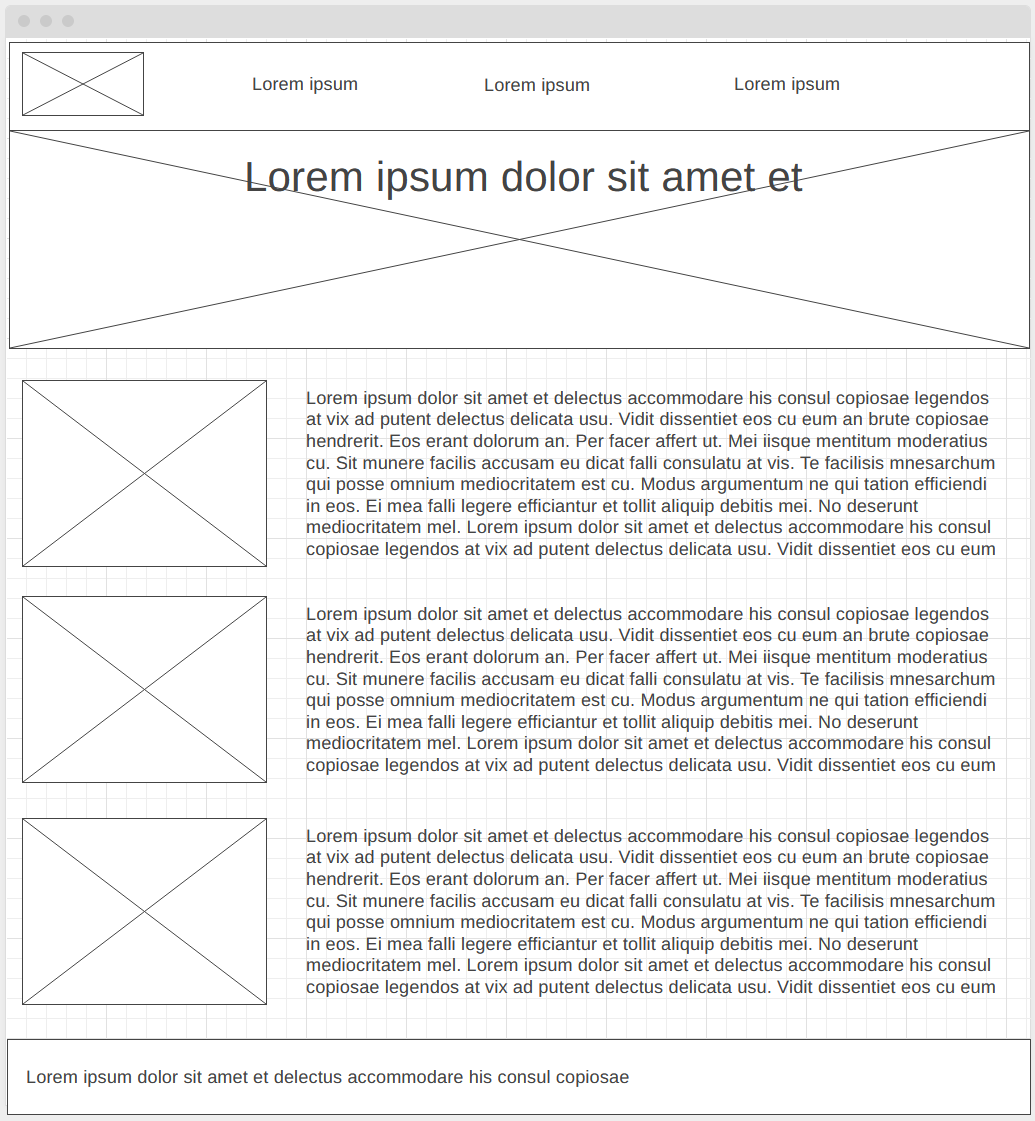 Lorem ipsum
Lorem ipsum
Lorem ipsum
Lorem ipsum dolor sit amet et
Lorem ipsum dolor sit amet et delectus accommodare his consul copiosae legendos
at vix ad putent delectus delicata usu. Vidit dissentiet eos cu eum an brute copiosae
hendrerit. Eos erant dolorum an. Per facer affert ut. Mei iisque mentitum moderatius
cu. Sit munere facilis accusam eu dicat falli consulatu at vis. Te facilisis mnesarchum
qui posse omnium mediocritatem est cu. Modus argumentum ne qui tation efficiendi
in eos. Ei mea falli legere efficiantur et tollit aliquip debitis mei. No deserunt
mediocritatem mel. Lorem ipsum dolor sit amet et delectus accommodare his consul
copiosae legendos at vix ad putent delectus delicata usu. Vidit dissentiet eos cu eum
Lorem ipsum dolor sit amet et delectus accommodare his consul copiosae legendos
at vix ad putent delectus delicata usu. Vidit dissentiet eos cu eum an brute copiosae
hendrerit. Eos erant dolorum an. Per facer affert ut. Mei iisque mentitum moderatius
cu. Sit munere facilis accusam eu dicat falli consulatu at vis. Te facilisis mnesarchum
qui posse omnium mediocritatem est cu. Modus argumentum ne qui tation efficiendi
in eos. Ei mea falli legere efficiantur et tollit aliquip debitis mei. No deserunt
mediocritatem mel. Lorem ipsum dolor sit amet et delectus accommodare his consul
copiosae legendos at vix ad putent delectus delicata usu. Vidit dissentiet eos cu eum
Lorem ipsum dolor sit amet et delectus accommodare his consul copiosae legendos
at vix ad putent delectus delicata usu. Vidit dissentiet eos cu eum an brute copiosae
hendrerit. Eos erant dolorum an. Per facer affert ut. Mei iisque mentitum moderatius
cu. Sit munere facilis accusam eu dicat falli consulatu at vis. Te facilisis mnesarchum
qui posse omnium mediocritatem est cu. Modus argumentum ne qui tation efficiendi
in eos. Ei mea falli legere efficiantur et tollit aliquip debitis mei. No deserunt
mediocritatem mel. Lorem ipsum dolor sit amet et delectus accommodare his consul
copiosae legendos at vix ad putent delectus delicata usu. Vidit dissentiet eos cu eum
Lorem ipsum dolor sit amet et delectus accommodare his consul copiosae